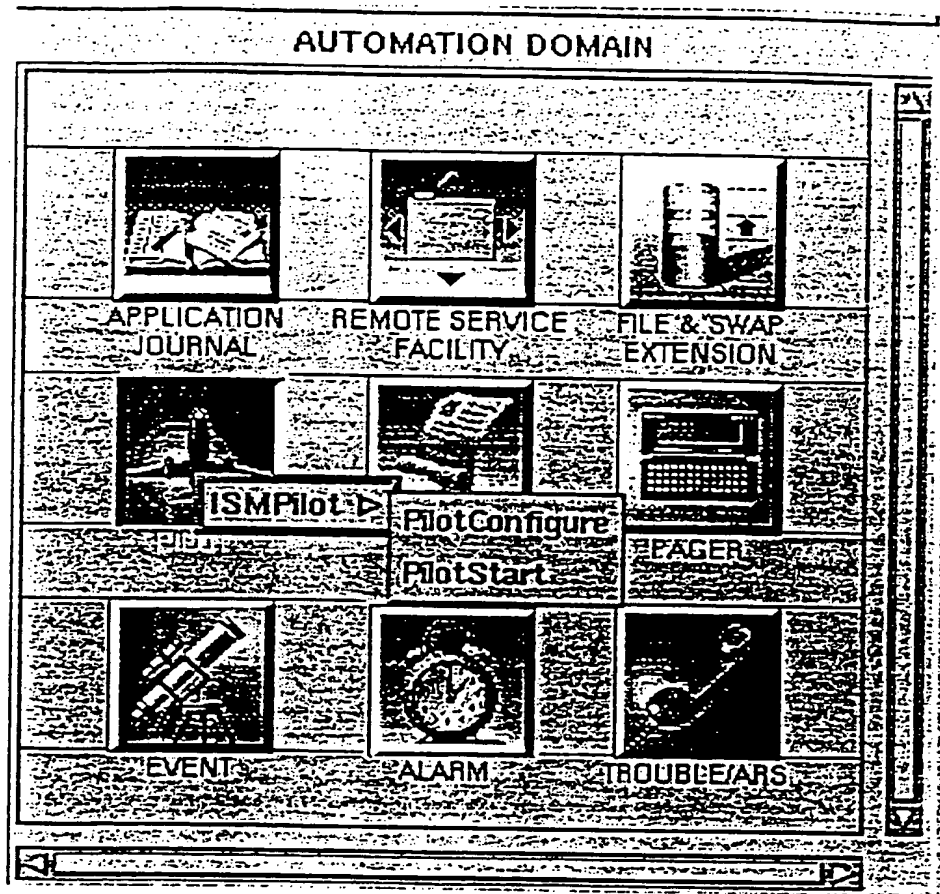 AUTOMATION DOMAIN
APPLICATION
JOURNAL
REMOTE SERVICE
FACILITY
FILE & SWAP
EXTENSION
ISMPilot
PilotConfigure
PilotStart
PAGER
EVENT
ALARM
TROUBLE/ARS